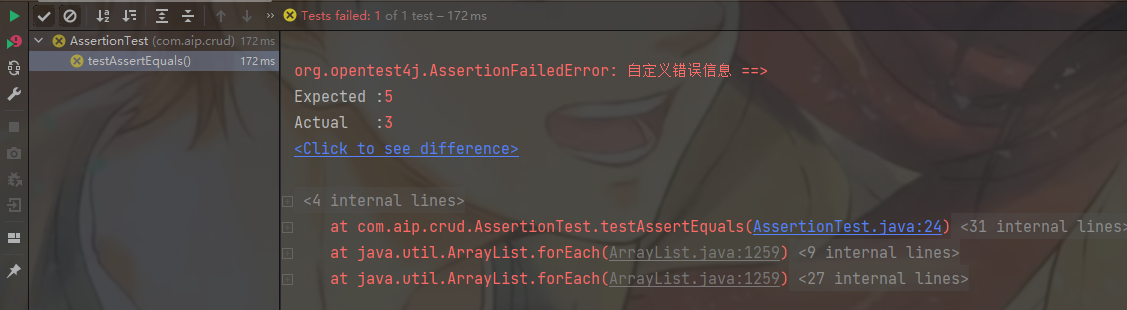 Tests failed: 1 of 1 test – 172 ms
AssertionTest (com.aip.crud) 172 ms
testAssertEquals() 172 ms
org.opentest4j.AssertionFailedError: 自定义错误信息 ==>
Expected :5
Actual   :3
<Click to see difference>
<4 internal lines>
at com.aip.crud.AssertionTest.testAssertEquals(AssertionTest.java:24) <31 internal lines>
at java.util.ArrayList.forEach(ArrayList.java:1259) <9 internal lines>
at java.util.ArrayList.forEach(ArrayList.java:1259) <27 internal lines>